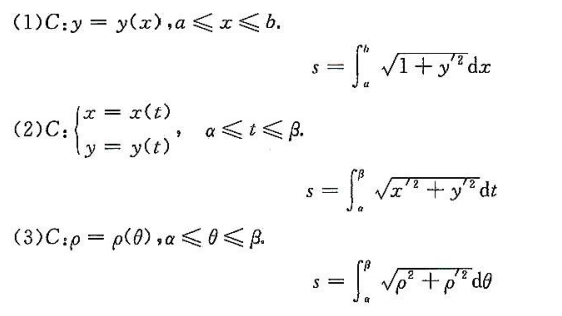 (1)C:y = y(x),a ⩽ x ⩽ b.
s = ∫_a^b √(1 + y'²) dx
(2)C:{x = x(t) y = y(t), α ⩽ t ⩽ β.
s = ∫_α^β √(x'² + y'²) dt
(3)C:ρ = ρ(θ),α ⩽ θ ⩽ β.
s = ∫_α^β √(ρ² + ρ'²) dθ